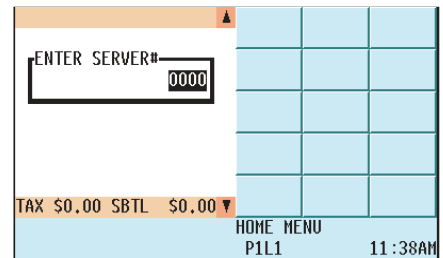 ENTER SERVER#
0000
TAX $0.00 SBTL $0.00
HOME MENU
P1L1 11:38AM